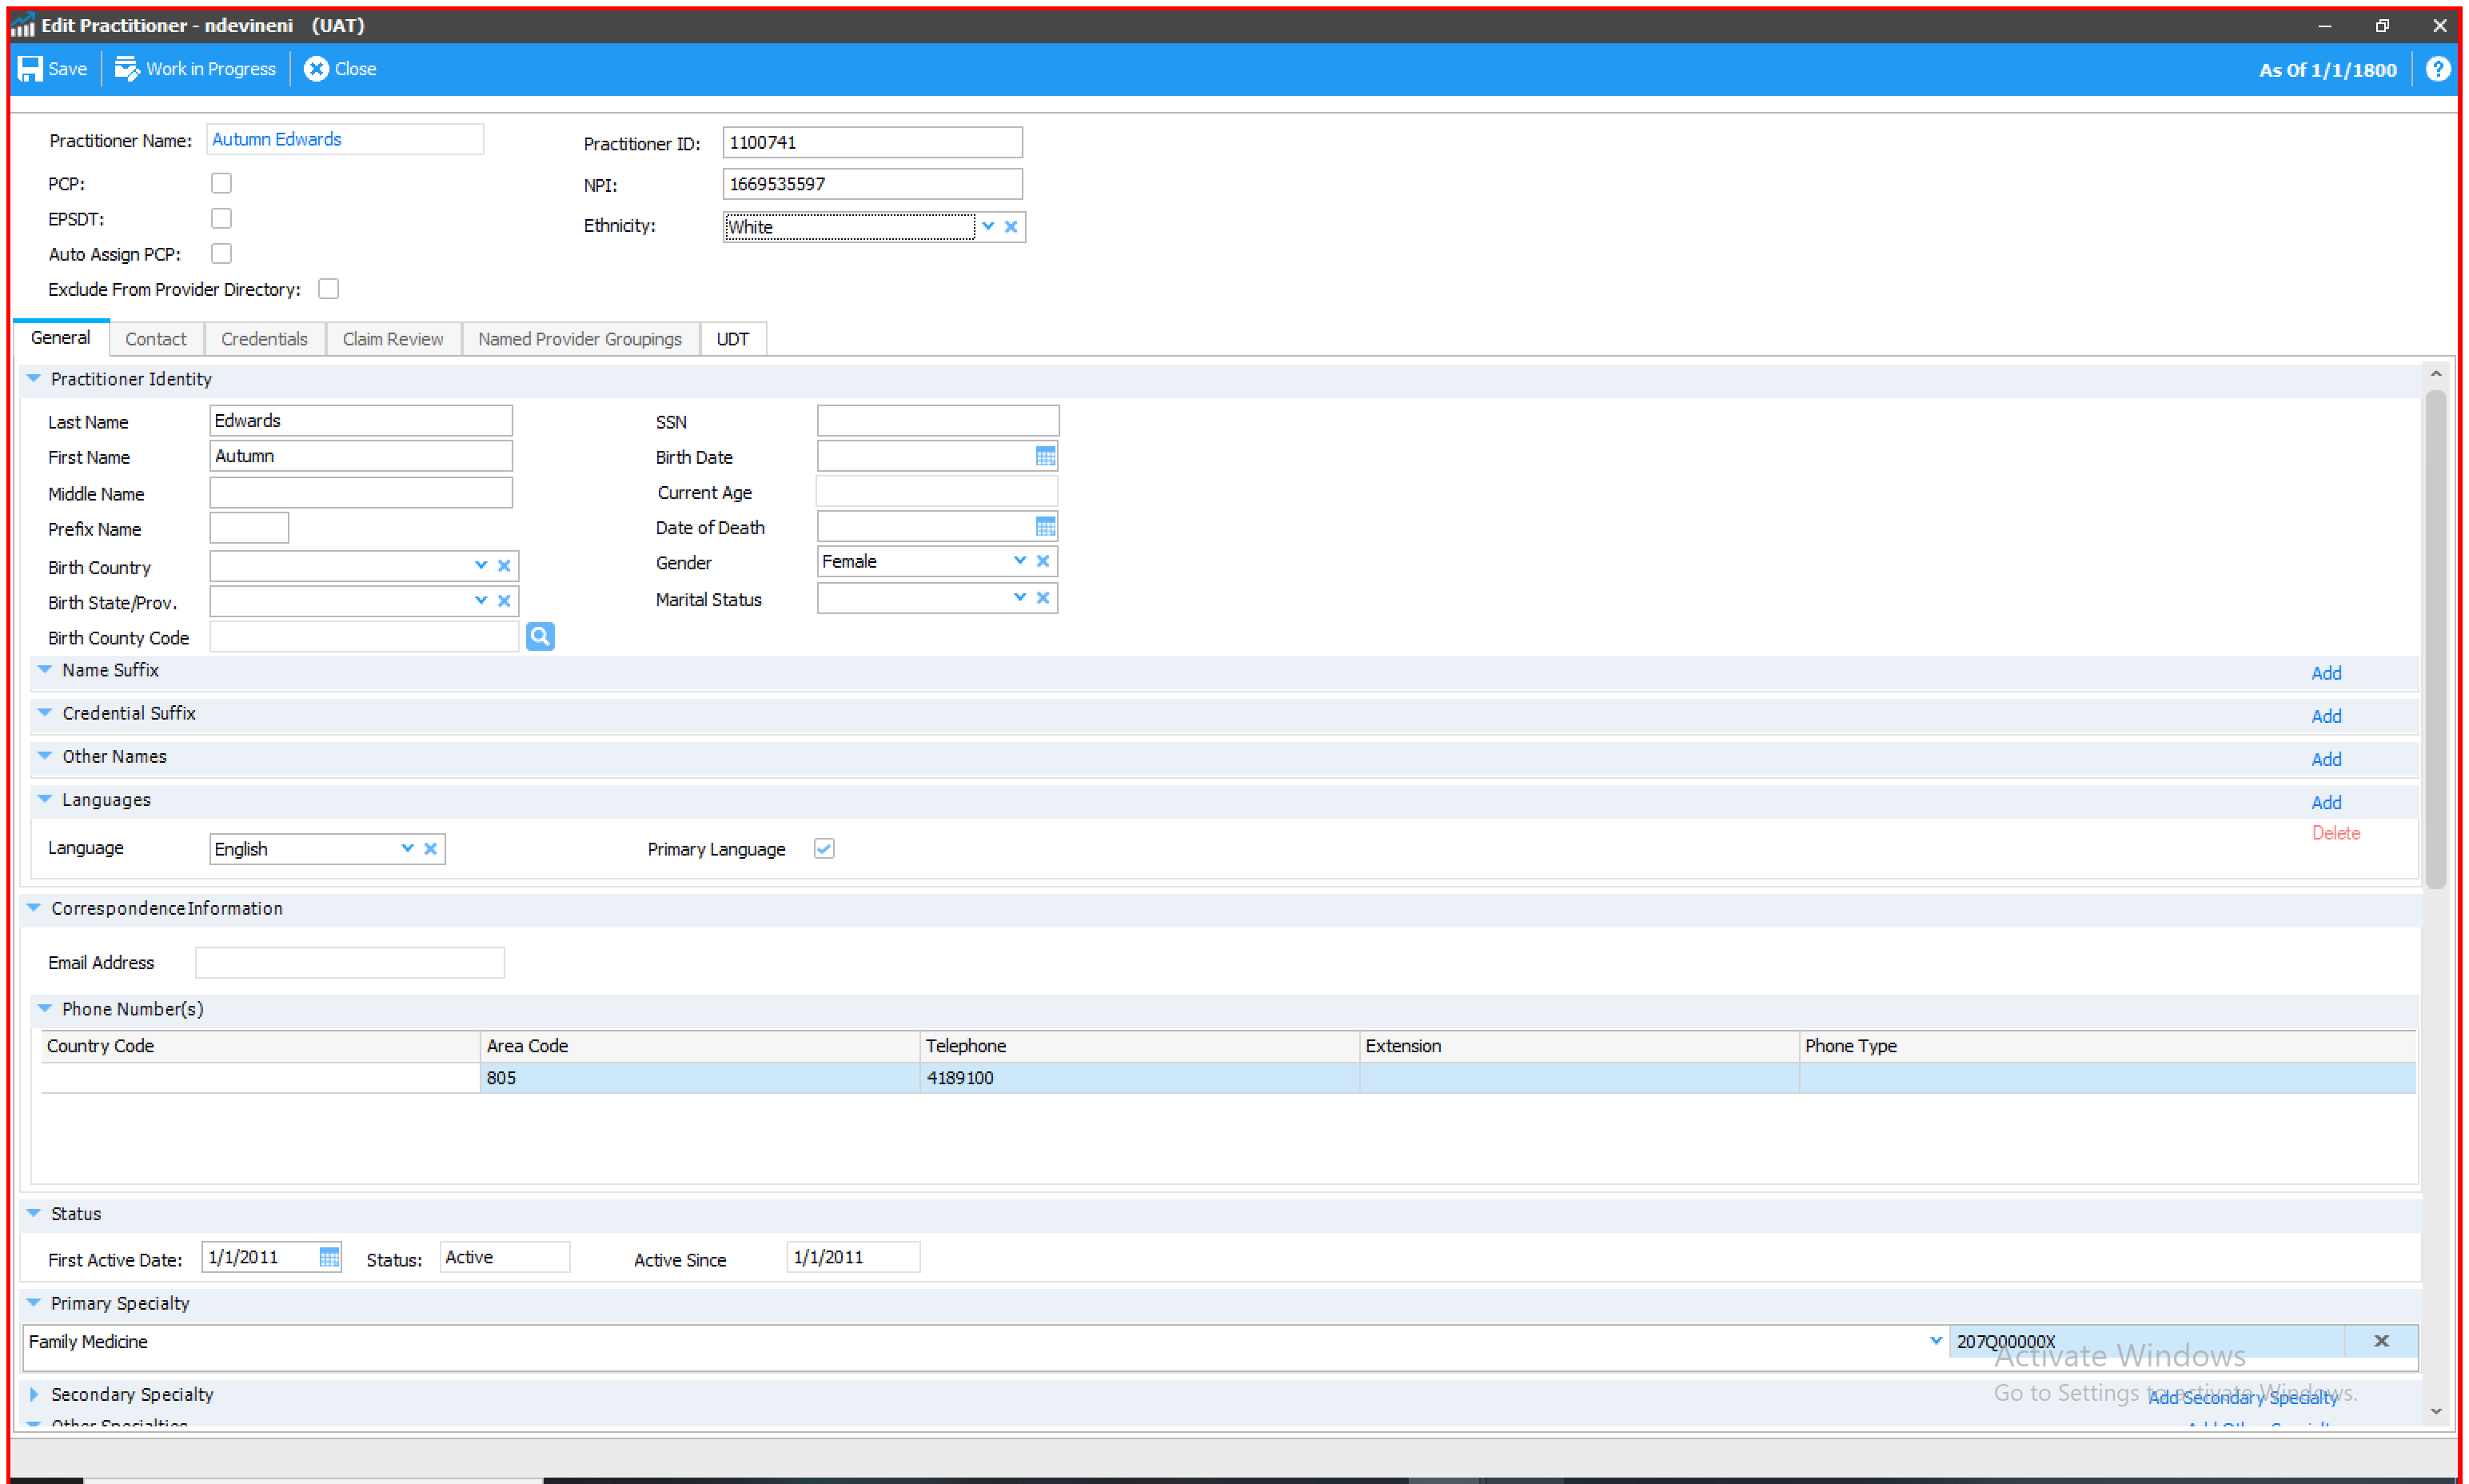 Edit Practitioner - ndevineni (UAT)
Save Work in Progress Close As Of 1/1/1800 ?
Practitioner Name: Autumn Edwards Practitioner ID: 1100741
PCP: NPI: 1669535597
EPSDT: Ethnicity: White
Auto Assign PCP:
Exclude From Provider Directory:
General Contact Credentials Claim Review Named Provider Groupings UDT
Practitioner Identity
Last Name Edwards SSN
First Name Autumn Birth Date
Middle Name Current Age
Prefix Name Date of Death
Birth Country Gender Female
Birth State/Prov. Marital Status
Birth County Code
Name Suffix Add
Credential Suffix Add
Other Names Add
Languages Add
Delete
Language English Primary Language
Correspondence Information
Email Address
Phone Number(s)
Country Code Area Code Telephone Extension Phone Type
805 4189100
Status
First Active Date: 1/1/2011 Status: Active Active Since 1/1/2011
Primary Specialty
Family Medicine 207Q00000X
Activate Windows
Go to Settings to activate Windows.
Secondary Specialty Add Secondary Specialty
Other Specialties Add Other Specialty